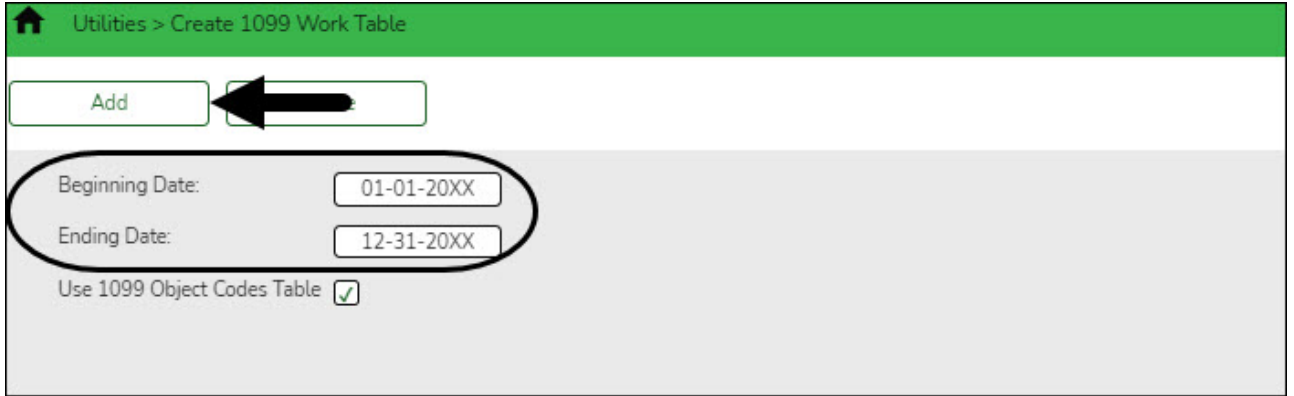 Utilities > Create 1099 Work Table
Add
Beginning Date: 01-01-20XX
Ending Date: 12-31-20XX
Use 1099 Object Codes Table